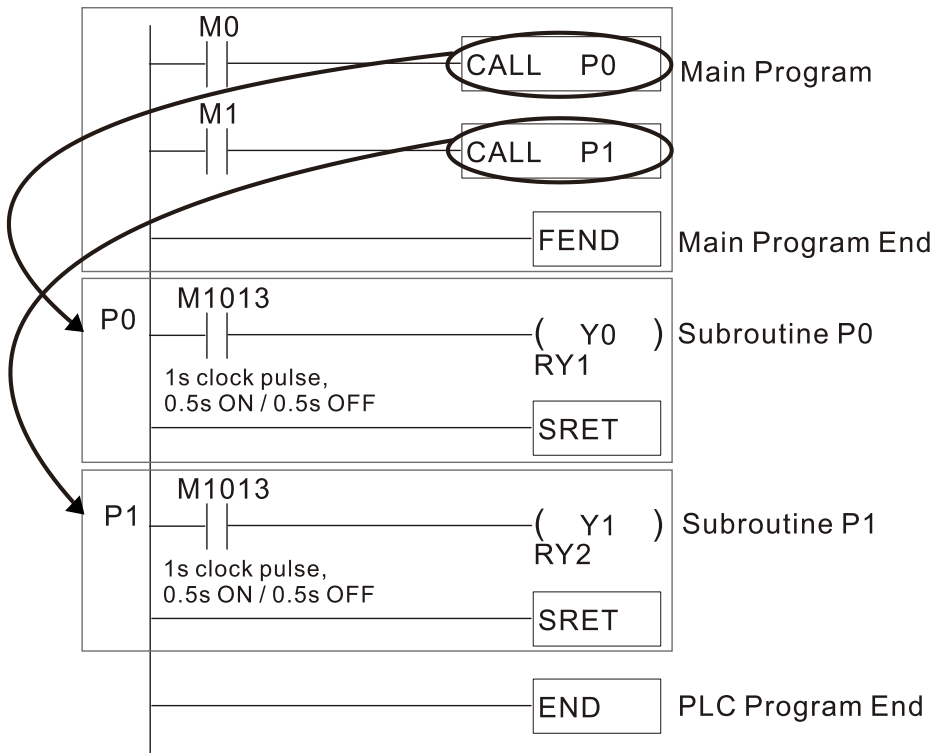 M0
CALL P0
Main Program
M1
CALL P1
FEND
Main Program End
P0
M1013
( Y0 )
Subroutine P0
RY1
1s clock pulse,
0.5s ON / 0.5s OFF
SRET
P1
M1013
( Y1 )
Subroutine P1
RY2
1s clock pulse,
0.5s ON / 0.5s OFF
SRET
END
PLC Program End